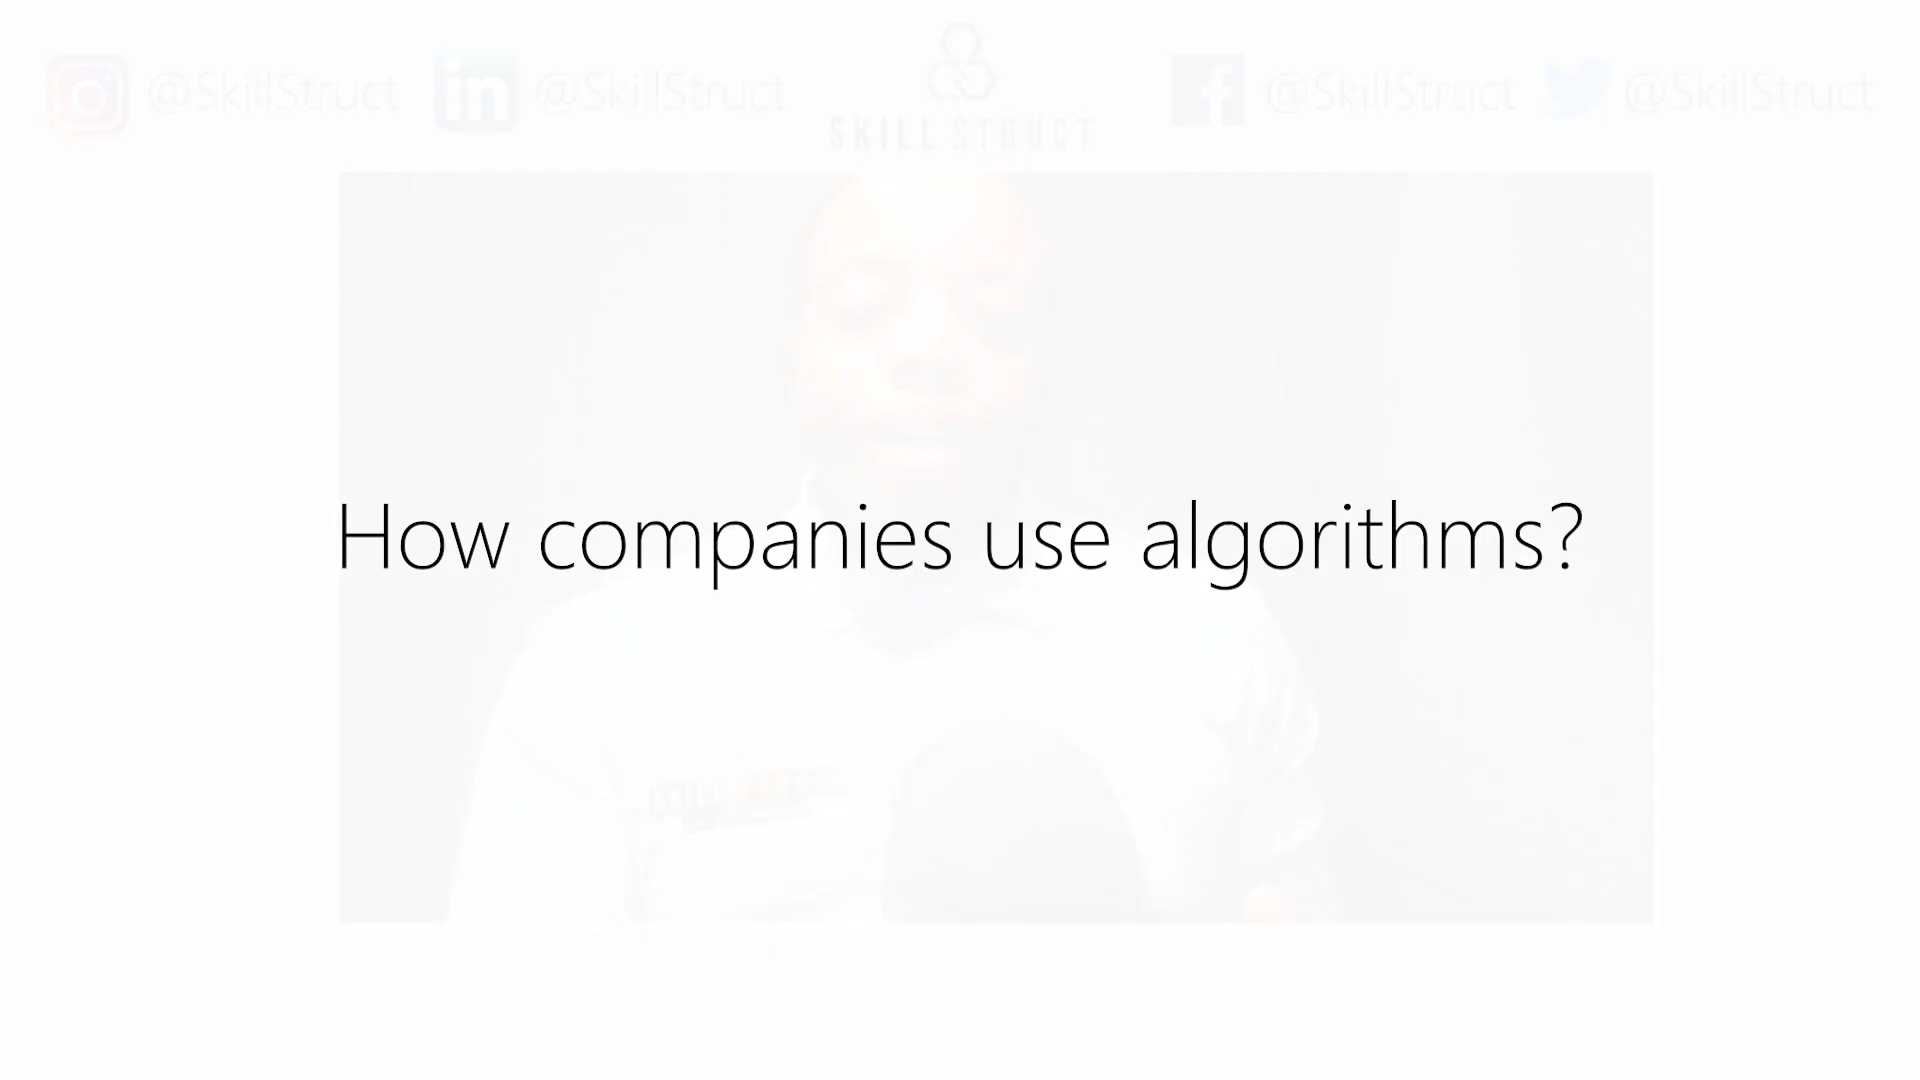 @SkillStruct
@SkillStruct
SKILL STRUCT
@SkillStruct
@SkillStruct
How companies use algorithms?